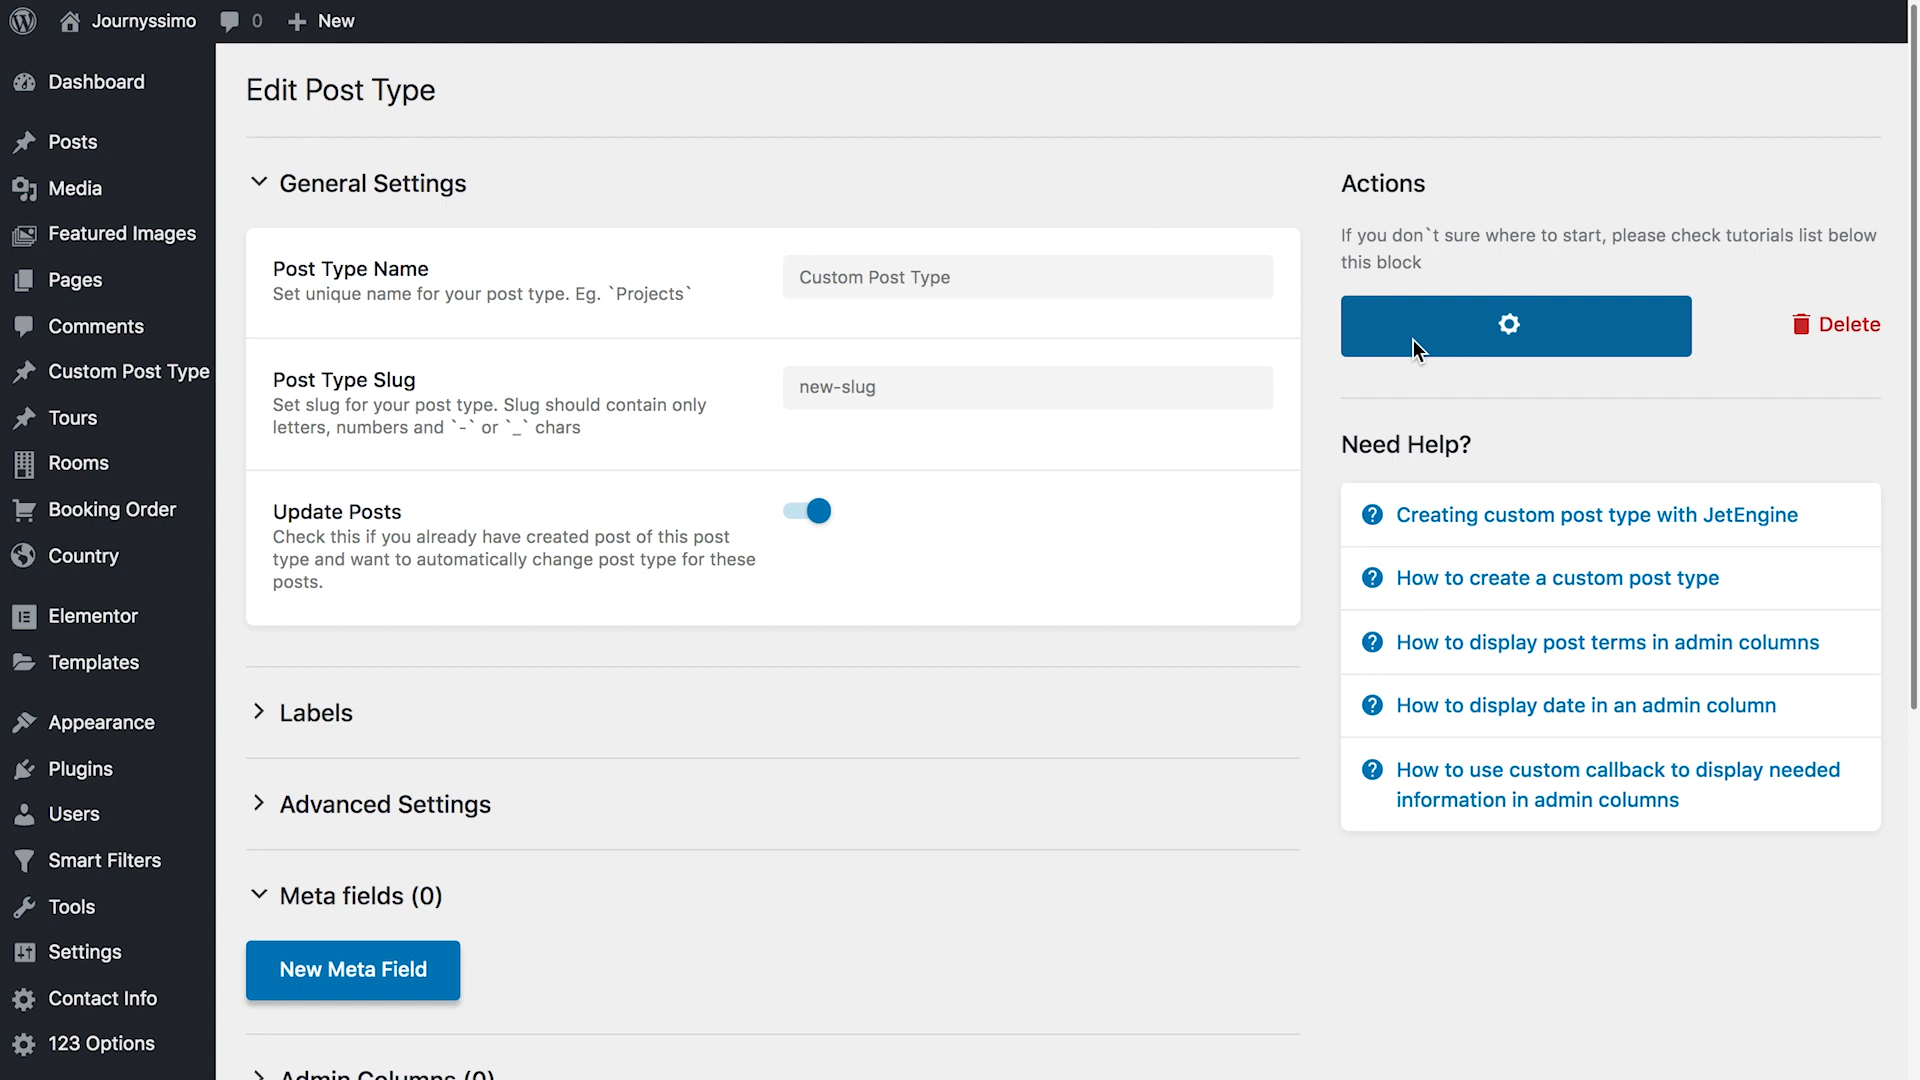 Journyssimo 0 New
Dashboard
Posts
Media
Featured Images
Pages
Comments
Custom Post Type
Tours
Rooms
Booking Order
Country
Elementor
Templates
Appearance
Plugins
Users
Smart Filters
Tools
Settings
Contact Info
123 Options
Edit Post Type
General Settings
Post Type Name
Set unique name for your post type. Eg. `Projects`
Custom Post Type
Post Type Slug
Set slug for your post type. Slug should contain only
letters, numbers and `-` or `_` chars
new-slug
Update Posts
Check this if you already have created post of this post
type and want to automatically change post type for these
posts.
Labels
Advanced Settings
Meta fields (0)
New Meta Field
Admin Columns (0)
Actions
If you don`t sure where to start, please check tutorials list below
this block
Delete
Need Help?
Creating custom post type with JetEngine
How to create a custom post type
How to display post terms in admin columns
How to display date in an admin column
How to use custom callback to display needed
information in admin columns